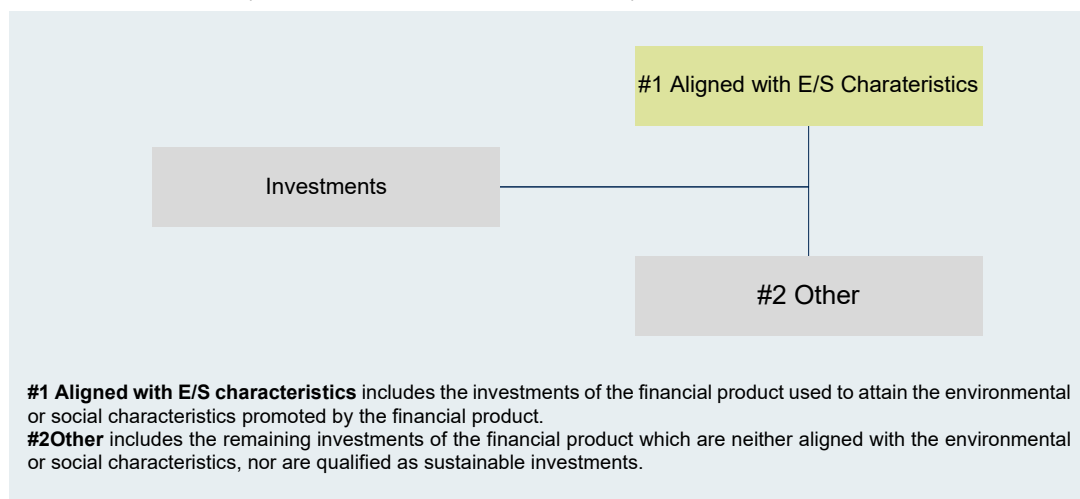 #1 Aligned with E/S Charateristics
Investments
#2 Other
#1 Aligned with E/S characteristics includes the investments of the financial product used to attain the environmental
or social characteristics promoted by the financial product.
#2Other includes the remaining investments of the financial product which are neither aligned with the environmental
or social characteristics, nor are qualified as sustainable investments.